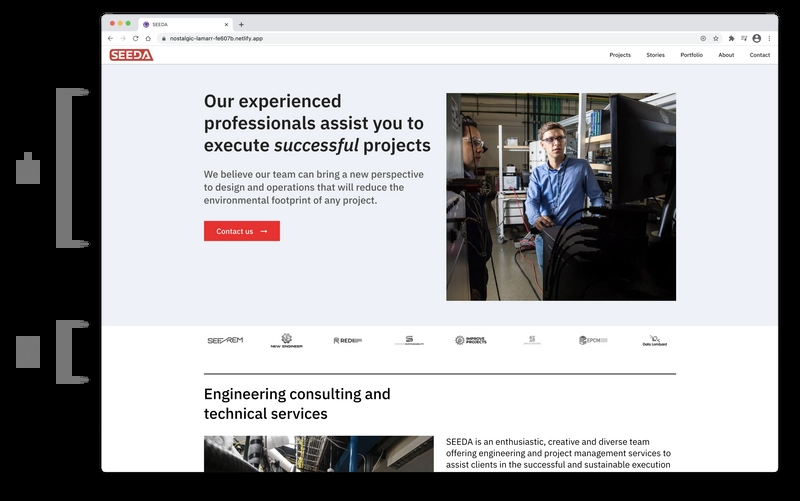 SEEDA
nostalgic-lamarr-fe607b.netlify.app
SEEDA
Projects
Stories
Portfolio
About
Contact
Our experienced
professionals assist you to
execute successful projects
We believe our team can bring a new perspective
to design and operations that will reduce the
environmental footprint of any project.
Contact us →
NEW ENGINEER
REDI
IMPROVE
PROJECTS
EPCM
Data Lombard
Engineering consulting and
technical services
SEEDA is an enthusiastic, creative and diverse team
offering engineering and project management services to
assist clients in the successful and sustainable execution